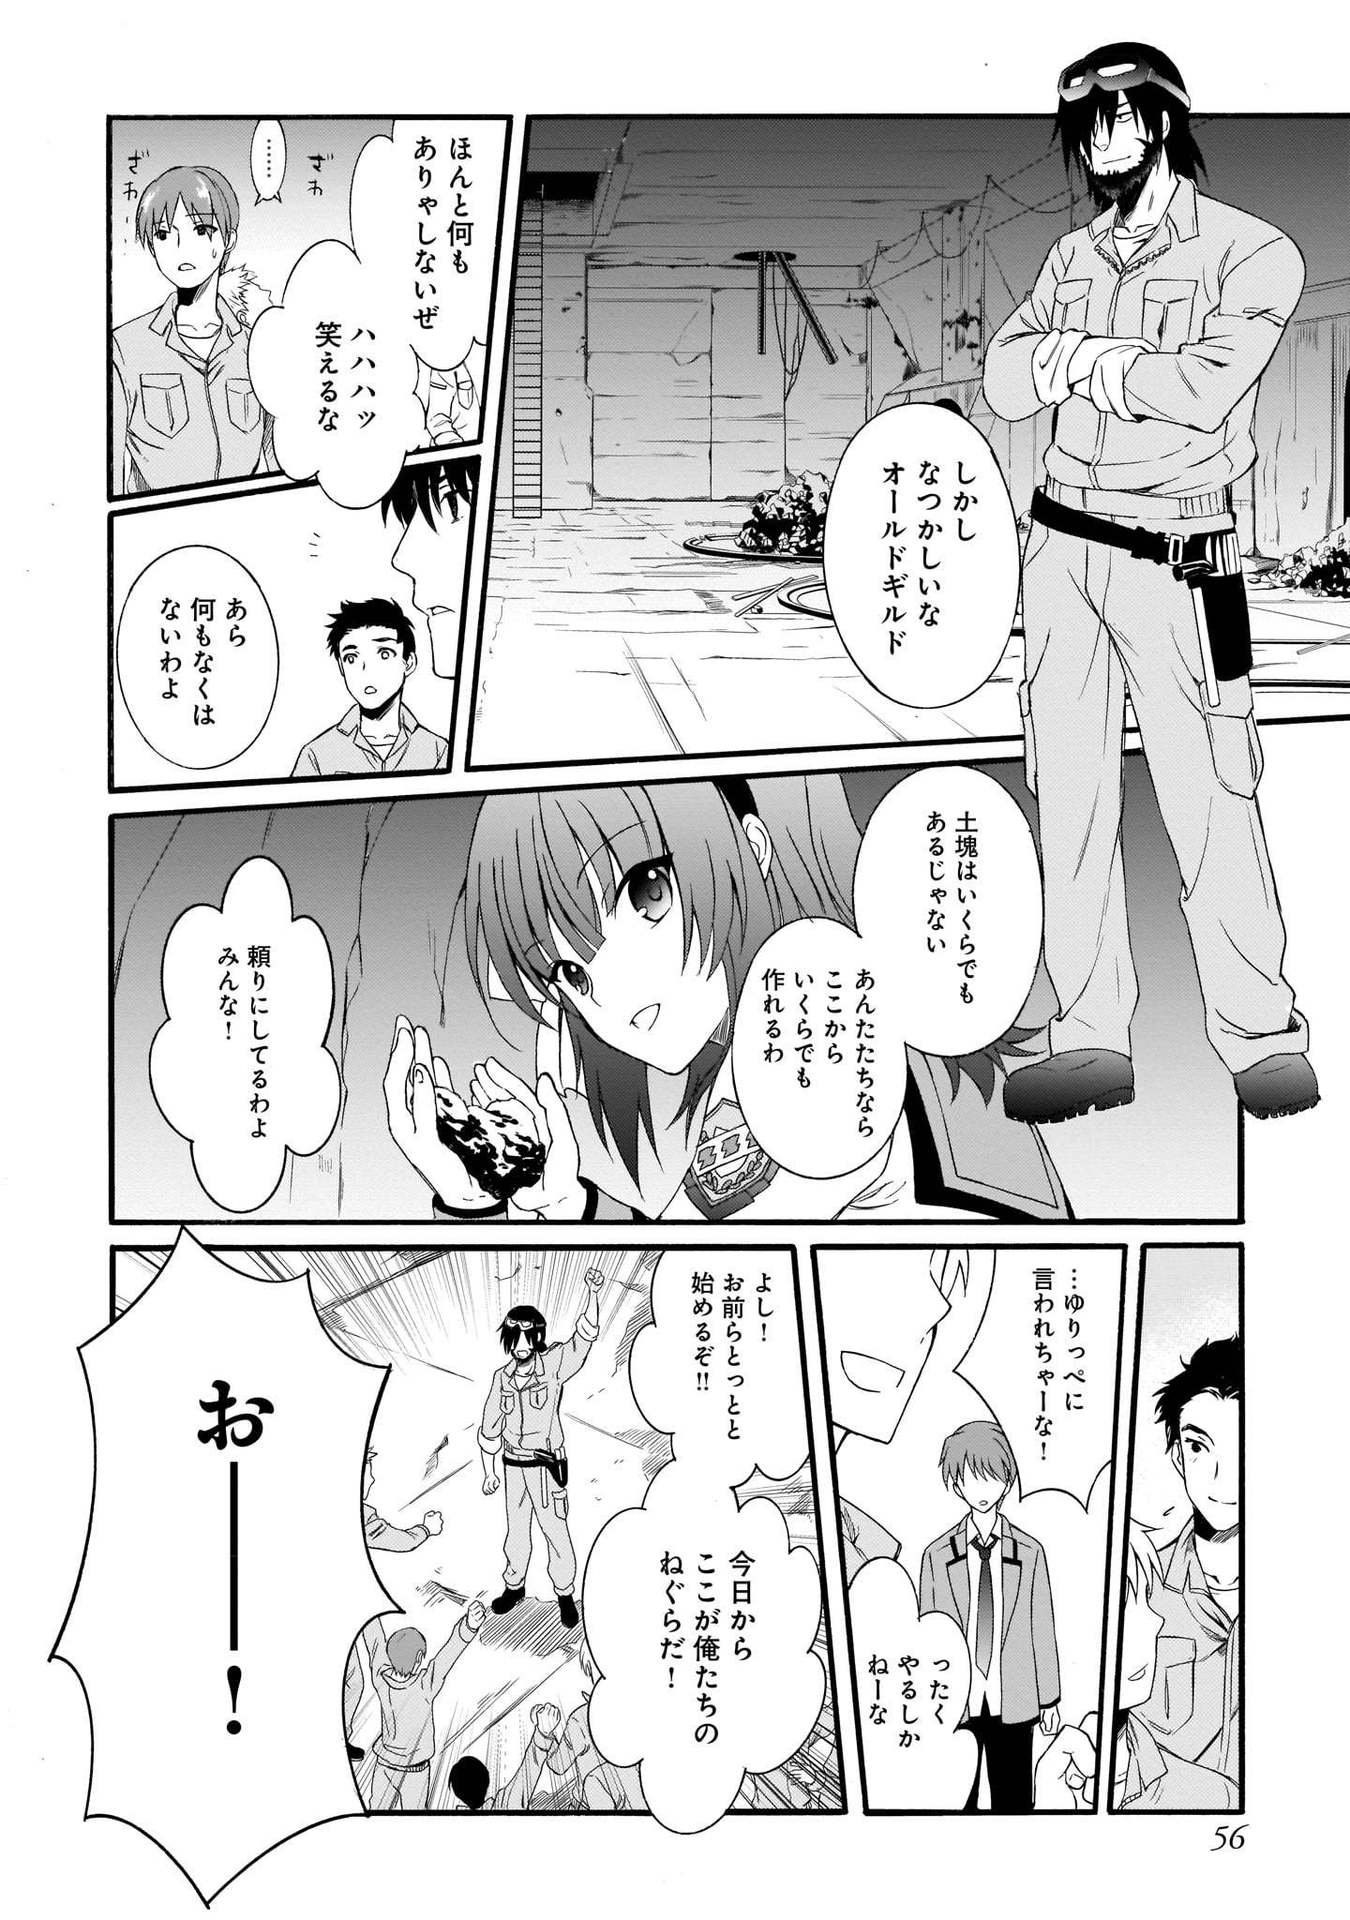 しかし
なつかしいな
オールドギルド
ほんと何も
ありゃしないぜ
ハハハッ
笑えるな
……
ざわ
ざわ
あら
何もなくは
ないわよ
土塊はいくらでも
あるじゃない
あんたたちなら
ここから
いくらでも
作れるわ
頼りにしてるわよ
みんな!
…ゆりっぺに
言われちゃーな!
ったく
やるしか
ねーな
よし!
お前らとっとと
始めるぞ!!
今日から
ここが俺たちの
ねぐらだ!
おーー!
56